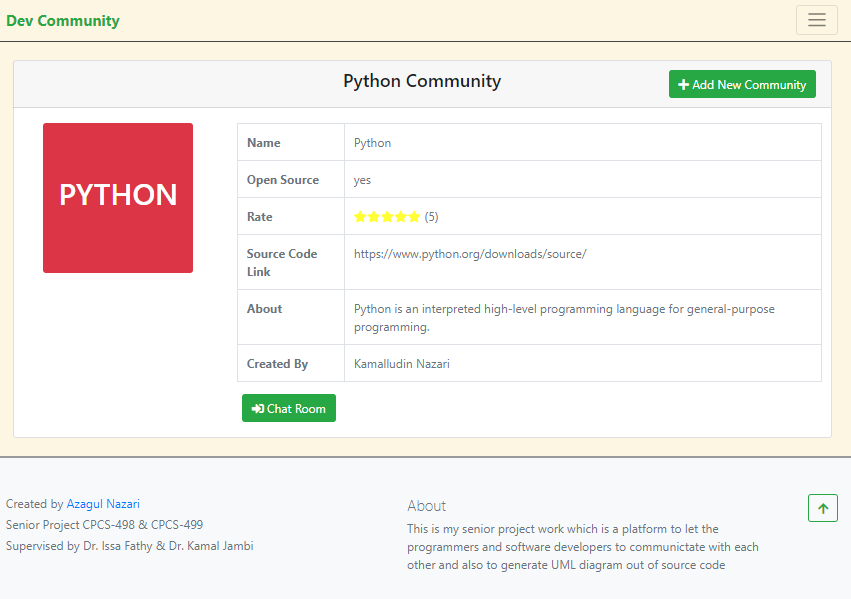 Dev Community
Python Community
Add New Community
PYTHON
Name Python
Open Source yes
Rate (5)
Source Code https://www.python.org/downloads/source/
Link
About Python is an interpreted high-level programming language for general-purpose
programming.
Created By Kamalludin Nazari
Chat Room
Created by Azagul Nazari
Senior Project CPCS-498 & CPCS-499
Supervised by Dr. Issa Fathy & Dr. Kamal Jambi
About
This is my senior project work which is a platform to let the
programmers and software developers to communictate with each
other and also to generate UML diagram out of source code